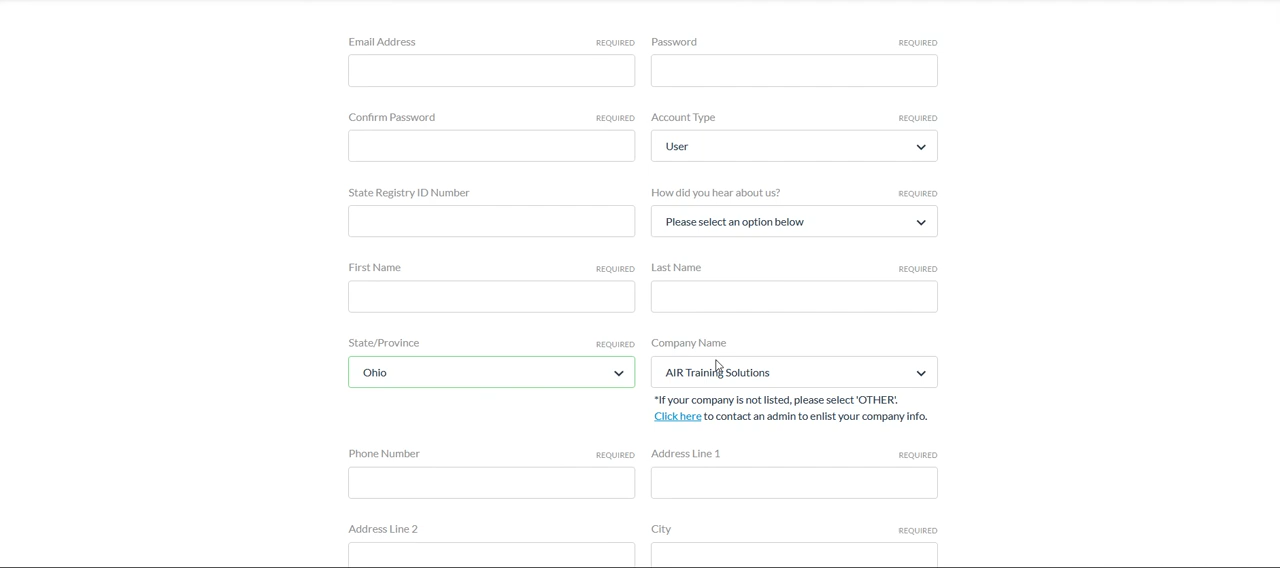 Email Address REQUIRED Password REQUIRED
Confirm Password REQUIRED Account Type REQUIRED
User
State Registry ID Number How did you hear about us? REQUIRED
Please select an option below
First Name REQUIRED Last Name REQUIRED
State/Province REQUIRED Company Name
Ohio AIR Training Solutions
*If your company is not listed, please select 'OTHER'.
Click here to contact an admin to enlist your company info.
Phone Number REQUIRED Address Line 1 REQUIRED
Address Line 2 City REQUIRED